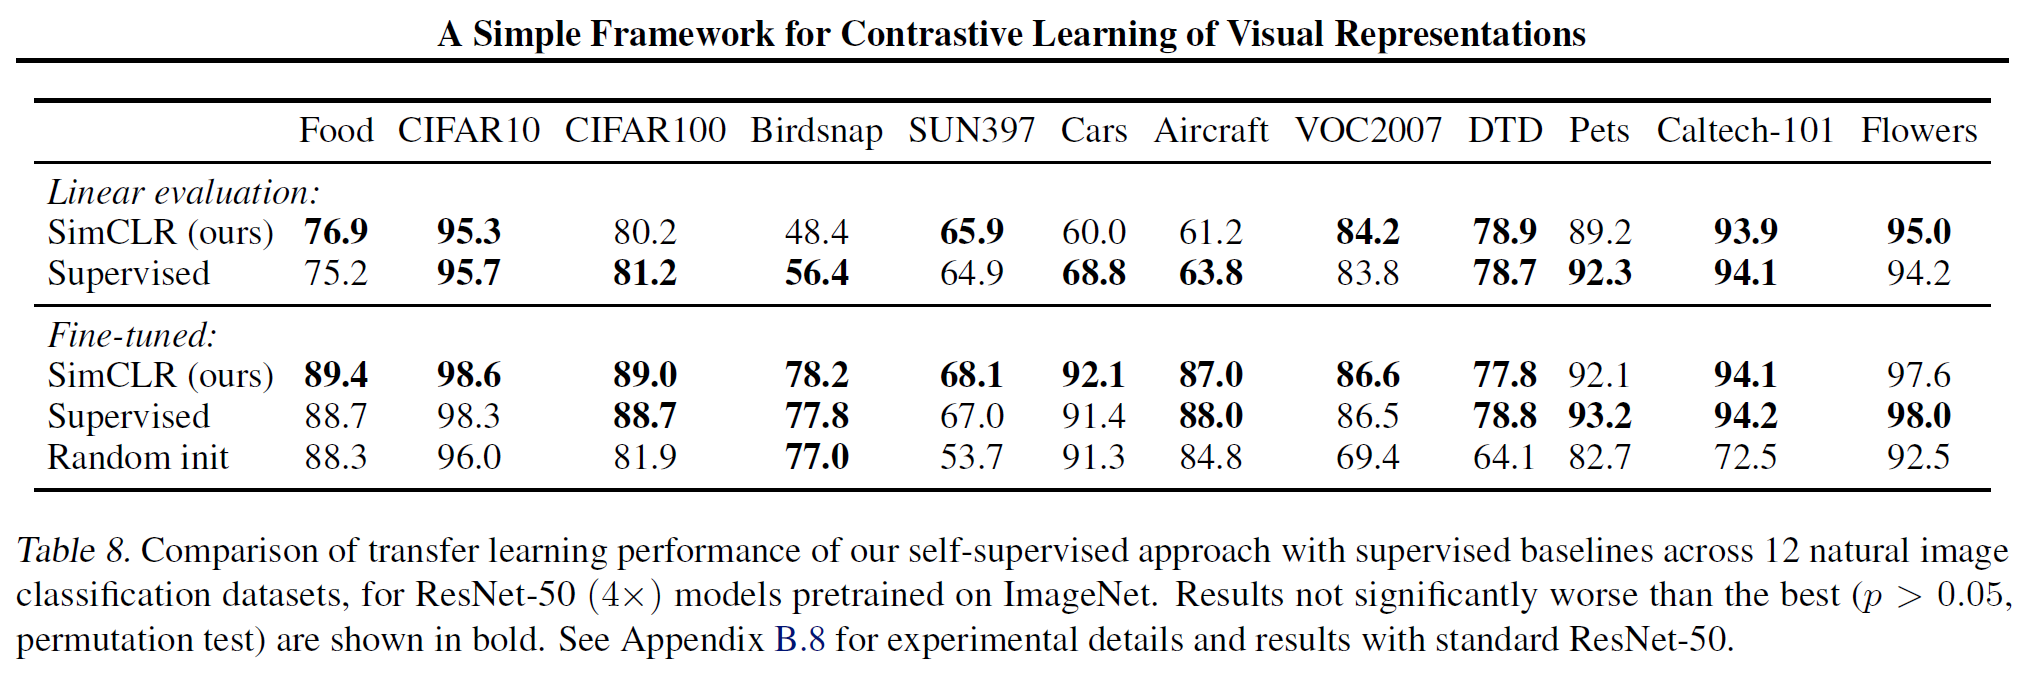 A Simple Framework for Contrastive Learning of Visual Representations
Food CIFAR10 CIFAR100 Birdsnap SUN397 Cars Aircraft VOC2007 DTD Pets Caltech-101 Flowers
Linear evaluation:
SimCLR (ours) 76.9 95.3 80.2 48.4 65.9 60.0 61.2 84.2 78.9 89.2 93.9 95.0
Supervised 75.2 95.7 81.2 56.4 64.9 68.8 63.8 83.8 78.7 92.3 94.1 94.2
Fine-tuned:
SimCLR (ours) 89.4 98.6 89.0 78.2 68.1 92.1 87.0 86.6 77.8 92.1 94.1 97.6
Supervised 88.7 98.3 88.7 77.8 67.0 91.4 88.0 86.5 78.8 93.2 94.2 98.0
Random init 88.3 96.0 81.9 77.0 53.7 91.3 84.8 69.4 64.1 82.7 72.5 92.5
Table 8. Comparison of transfer learning performance of our self-supervised approach with supervised baselines across 12 natural image
classification datasets, for ResNet-50 (4×) models pretrained on ImageNet. Results not significantly worse than the best (p > 0.05,
permutation test) are shown in bold. See Appendix B.8 for experimental details and results with standard ResNet-50.